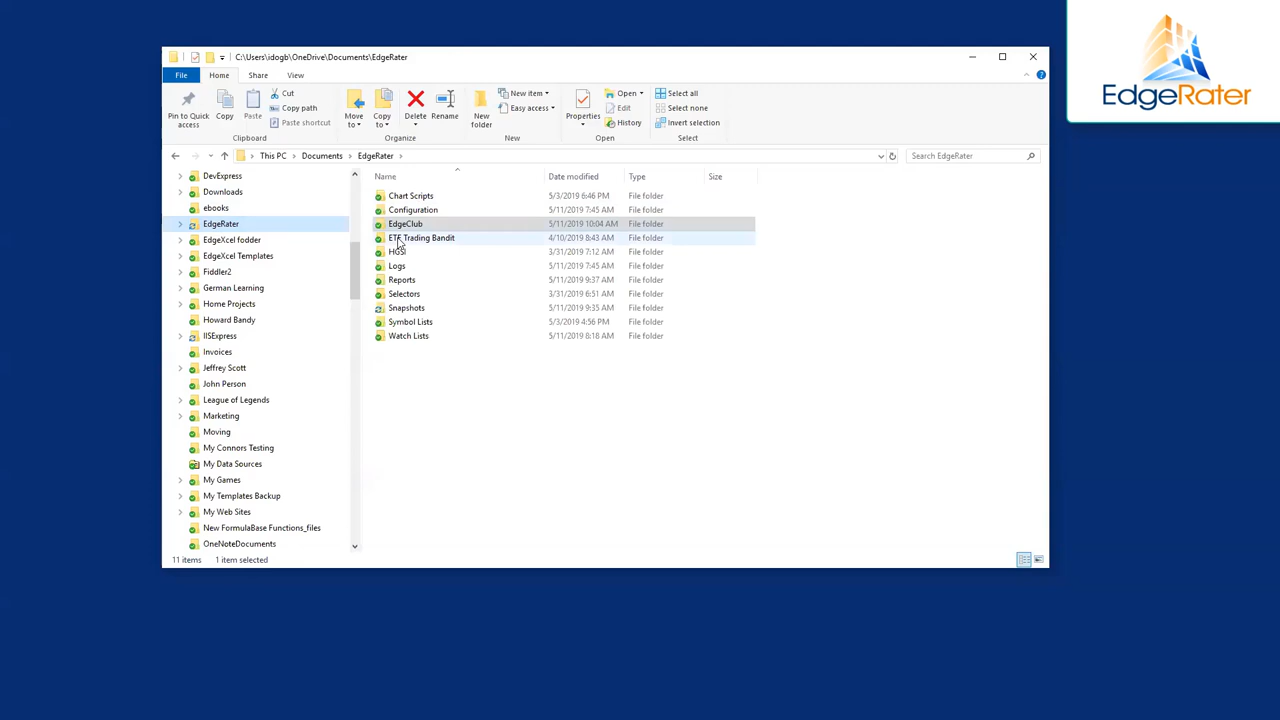 C:\Users\idogb\OneDrive\Documents\EdgeRater
EdgeRater
File Home Share View
Pin to Quick access
Copy
Paste
Cut
Copy path
Paste shortcut
Clipboard
Move to
Copy to
Delete
Rename
Organize
New folder
New item
Easy access
New
Properties
Open
Edit
History
Open
Select all
Select none
Invert selection
Select
This PC > Documents > EdgeRater >
Search EdgeRater
Name Date modified Type Size
DevExpress
Downloads
ebooks
EdgeRater
EdgeXcel fodder
EdgeXcel Templates
Fiddler2
German Learning
Home Projects
Howard Bandy
IISExpress
Invoices
Jeffrey Scott
John Person
League of Legends
Marketing
Moving
My Connors Testing
My Data Sources
My Games
My Templates Backup
My Web Sites
New FormulaBase Functions_files
OneNoteDocuments
Chart Scripts 5/3/2019 6:46 PM File folder
Configuration 5/11/2019 7:45 AM File folder
EdgeClub 5/11/2019 10:04 AM File folder
ETF Trading Bandit 4/10/2019 8:43 AM File folder
HGSI 3/31/2019 7:12 AM File folder
Logs 5/11/2019 7:45 AM File folder
Reports 5/11/2019 9:37 AM File folder
Selectors 3/31/2019 6:51 AM File folder
Snapshots 5/11/2019 9:35 AM File folder
Symbol Lists 5/3/2019 4:56 PM File folder
Watch Lists 5/11/2019 8:18 AM File folder
11 items 1 item selected